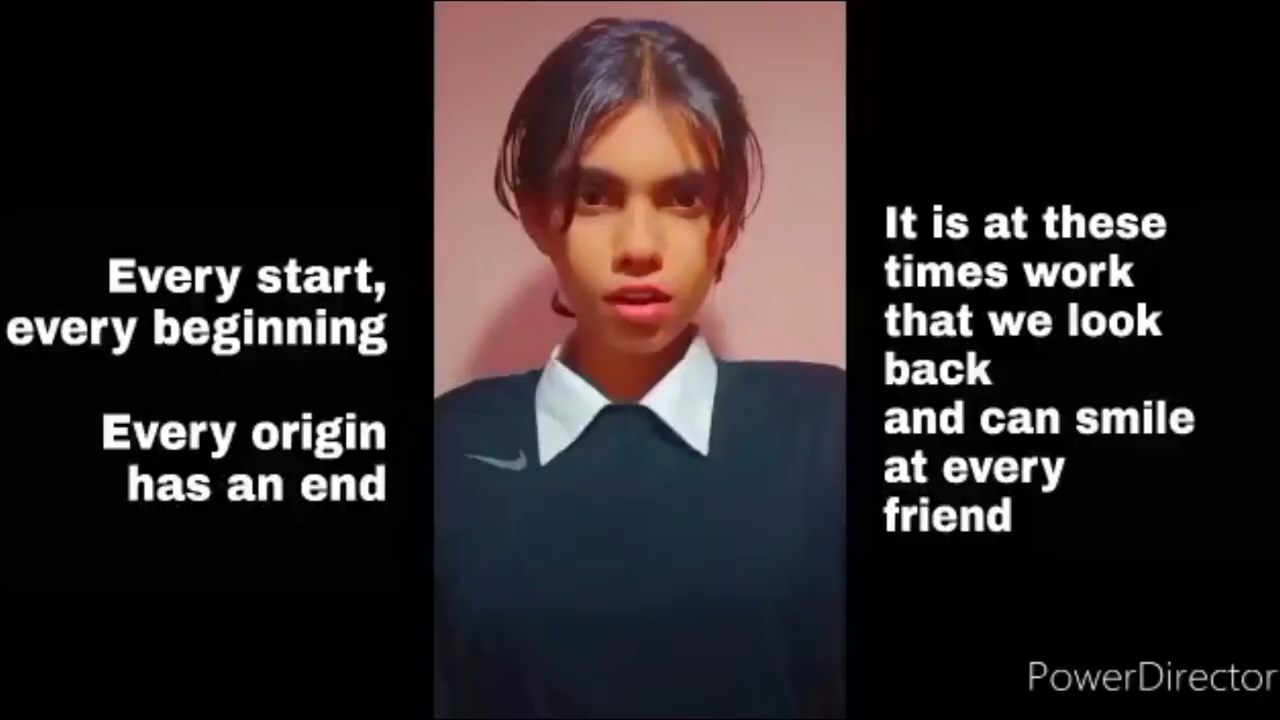 Every start,
every beginning
Every origin
has an end
It is at these
times work
that we look
back
and can smile
at every
friend
PowerDirector